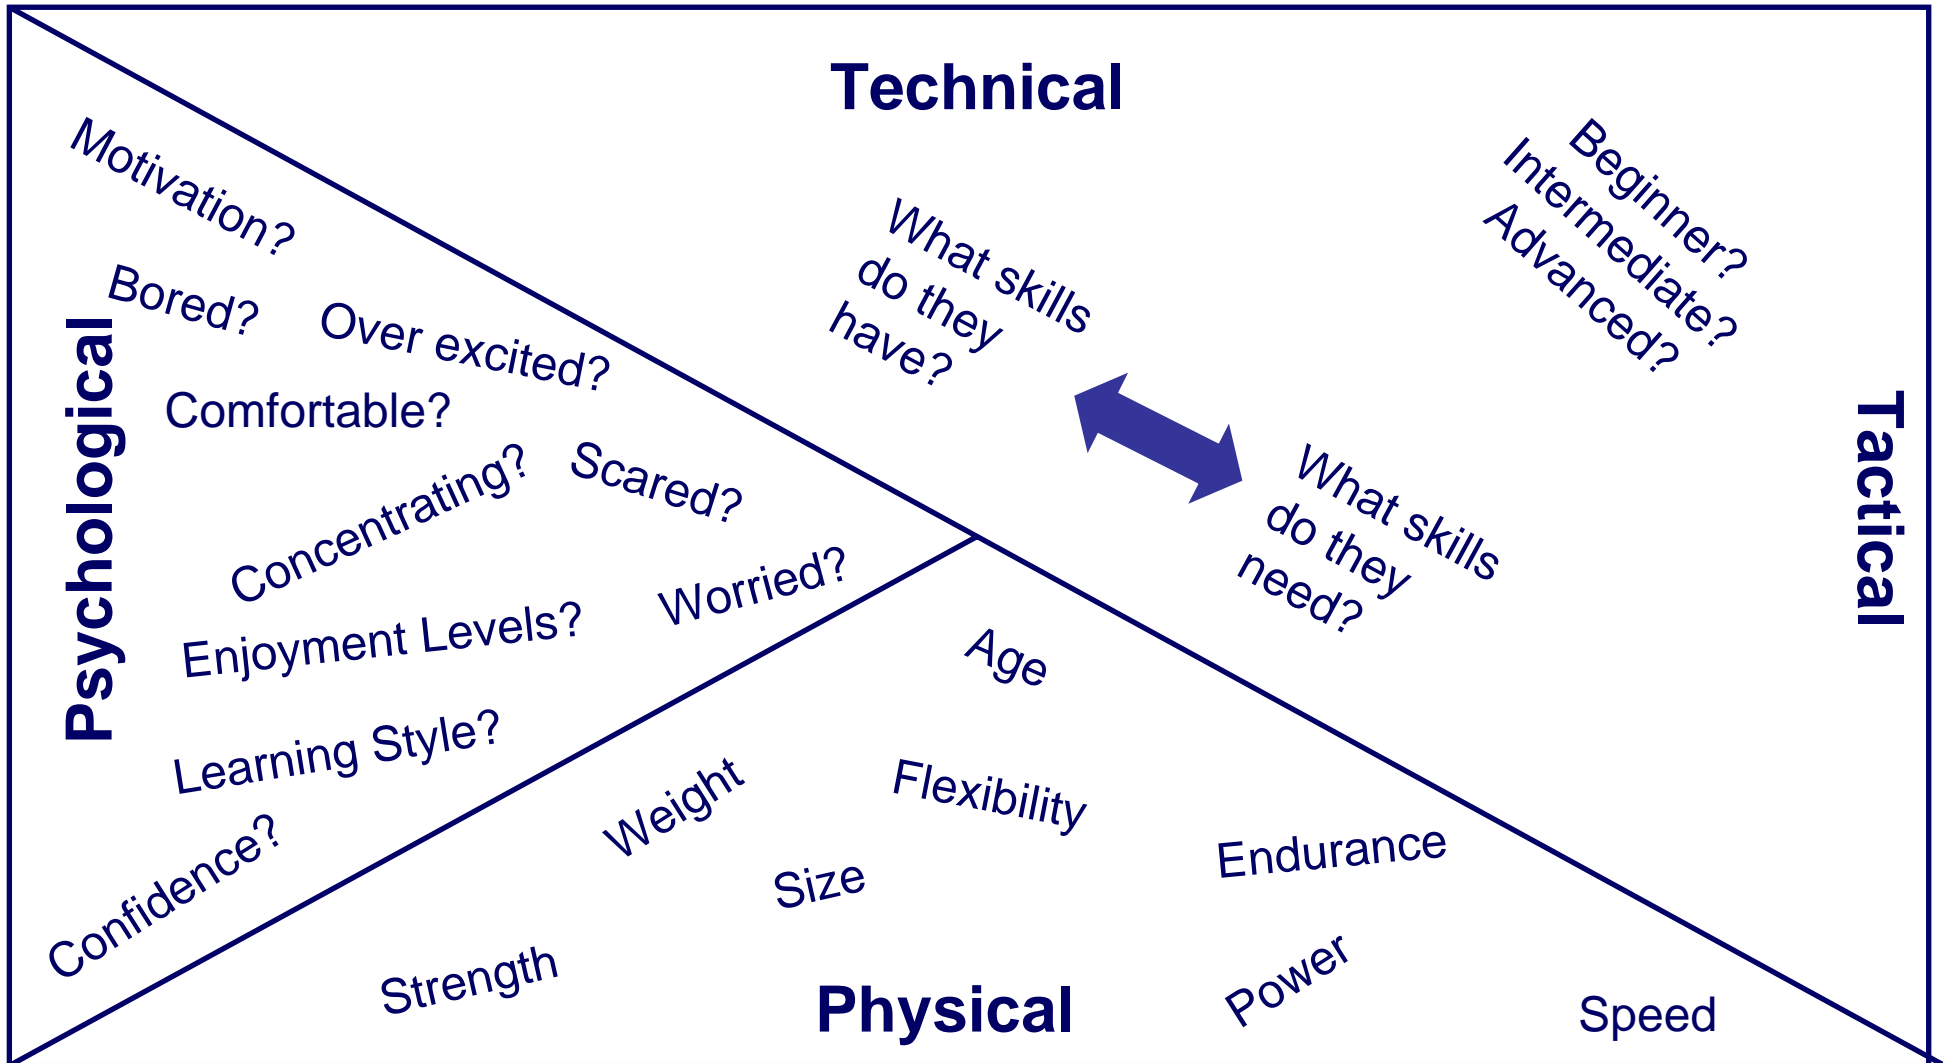 Technical
Beginner?
Intermediate?
Advanced?
What skills
do they
have?
What skills
do they
need?
Tactical
Psychological
Motivation?
Bored?
Over excited?
Comfortable?
Concentrating?
Scared?
Worried?
Enjoyment Levels?
Learning Style?
Confidence?
Age
Flexibility
Weight
Size
Endurance
Strength
Power
Speed
Physical